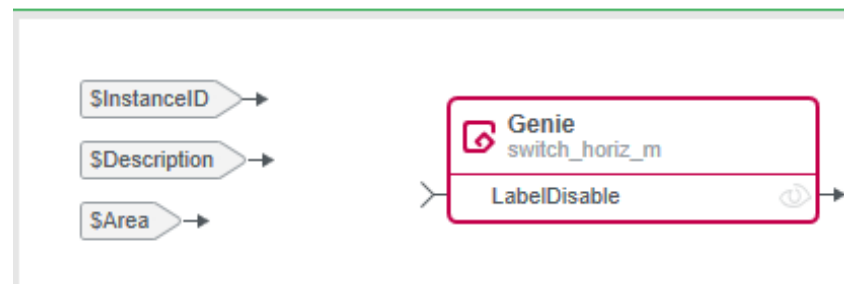 $InstanceID
$Description
$Area
Genie
switch_horiz_m
LabelDisable